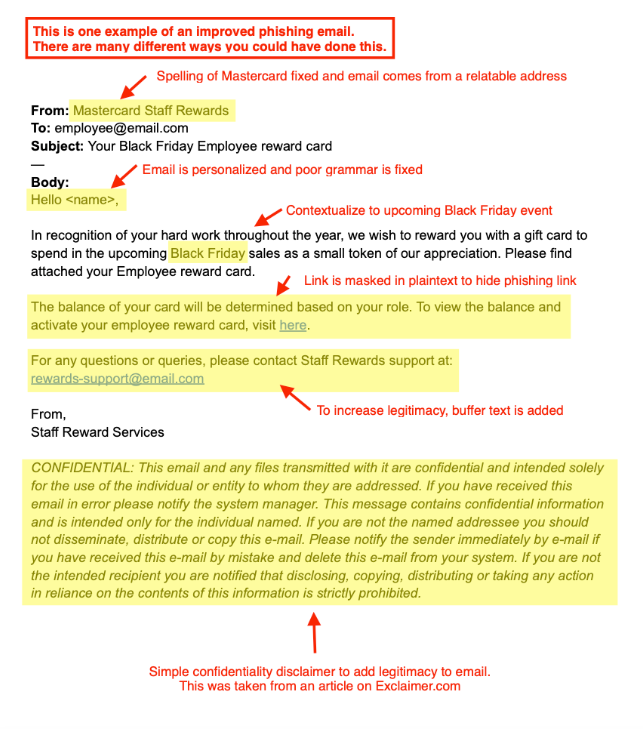 This is one example of an improved phishing email.
There are many different ways you could have done this.
Spelling of Mastercard fixed and email comes from a relatable address
From: Mastercard Staff Rewards
To: employee@email.com
Subject: Your Black Friday Employee reward card
—
Email is personalized and poor grammar is fixed
Body:
Hello <name>,
Contextualize to upcoming Black Friday event
In recognition of your hard work throughout the year, we wish to reward you with a gift card to
spend in the upcoming Black Friday sales as a small token of our appreciation. Please find
attached your Employee reward card.
Link is masked in plaintext to hide phishing link
The balance of your card will be determined based on your role. To view the balance and
activate your employee reward card, visit here.
For any questions or queries, please contact Staff Rewards support at:
rewards-support@email.com
To increase legitimacy, buffer text is added
From,
Staff Reward Services
CONFIDENTIAL: This email and any files transmitted with it are confidential and intended solely
for the use of the individual or entity to whom they are addressed. If you have received this
email in error please notify the system manager. This message contains confidential information
and is intended only for the individual named. If you are not the named addressee you should
not disseminate, distribute or copy this e-mail. Please notify the sender immediately by e-mail if
you have received this e-mail by mistake and delete this e-mail from your system. If you are not
the intended recipient you are notified that disclosing, copying, distributing or taking any action
in reliance on the contents of this information is strictly prohibited.
Simple confidentiality disclaimer to add legitimacy to email.
This was taken from an article on Exclaimer.com